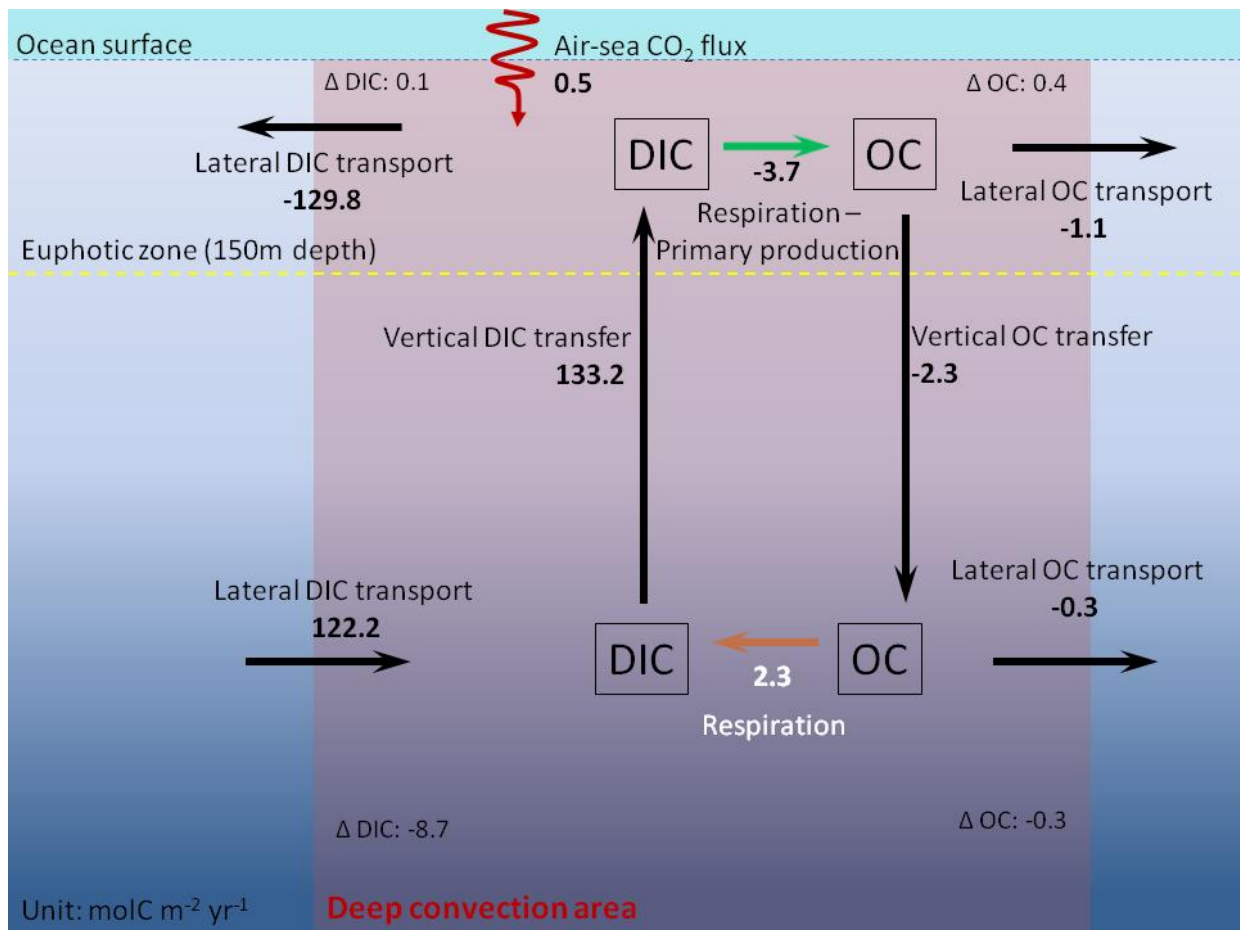 Ocean surface
Air-sea CO₂ flux
0.5
Δ DIC: 0.1
Δ OC: 0.4
Lateral DIC transport
-129.8
DIC
-3.7
OC
Respiration –
Primary production
Lateral OC transport
-1.1
Euphotic zone (150m depth)
Vertical DIC transfer
133.2
Vertical OC transfer
-2.3
Lateral DIC transport
122.2
DIC
2.3
OC
Respiration
Lateral OC transport
-0.3
Δ DIC: -8.7
Δ OC: -0.3
Unit: molC m⁻² yr⁻¹
Deep convection area